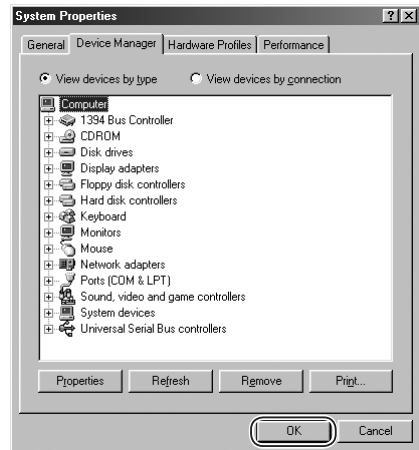 System Properties
General Device Manager Hardware Profiles Performance
View devices by type View devices by connection
Computer
1394 Bus Controller
CDROM
Disk drives
Display adapters
Floppy disk controllers
Hard disk controllers
Keyboard
Monitors
Mouse
Network adapters
Ports (COM & LPT)
Sound, video and game controllers
System devices
Universal Serial Bus controllers
Properties Refresh Remove Print...
OK Cancel